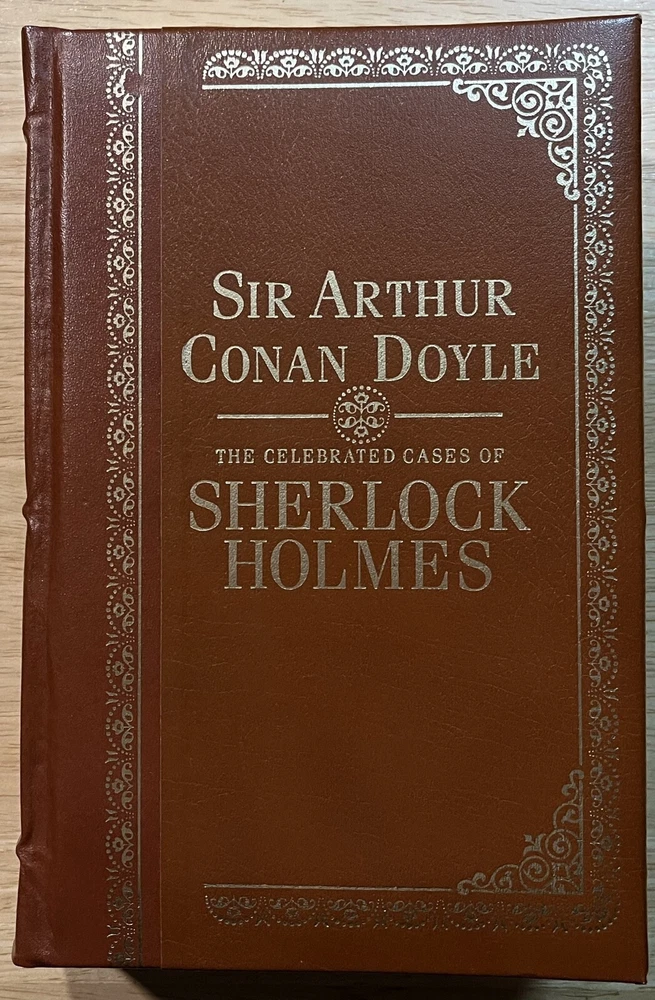 SIR ARTHUR
CONAN DOYLE
THE CELEBRATED CASES OF
SHERLOCK
HOLMES